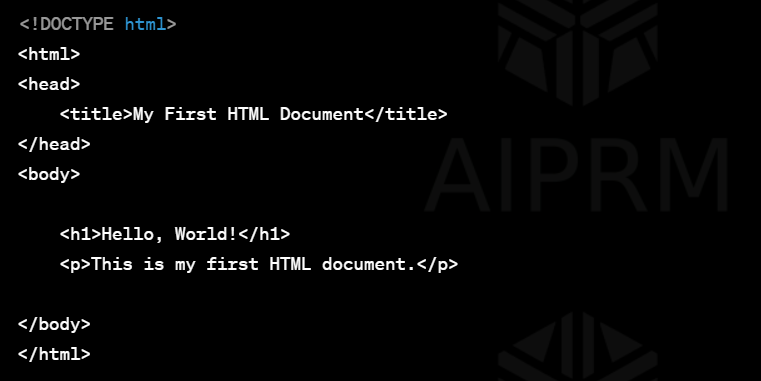 <!DOCTYPE html>
<html>
<head>
    <title>My First HTML Document</title>
</head>
<body>
    <h1>Hello, World!</h1>
    <p>This is my first HTML document.</p>
</body>
</html>
AIPRM